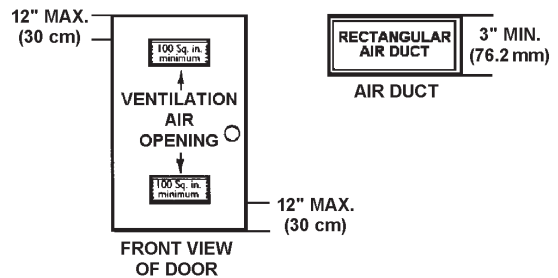 12" MAX.
(30 cm)
100 Sq. in.
minimum
VENTILATION
AIR
OPENING
100 Sq. in.
minimum
12" MAX.
(30 cm)
FRONT VIEW
OF DOOR
RECTANGULAR
AIR DUCT
3" MIN.
(76.2 mm)
AIR DUCT